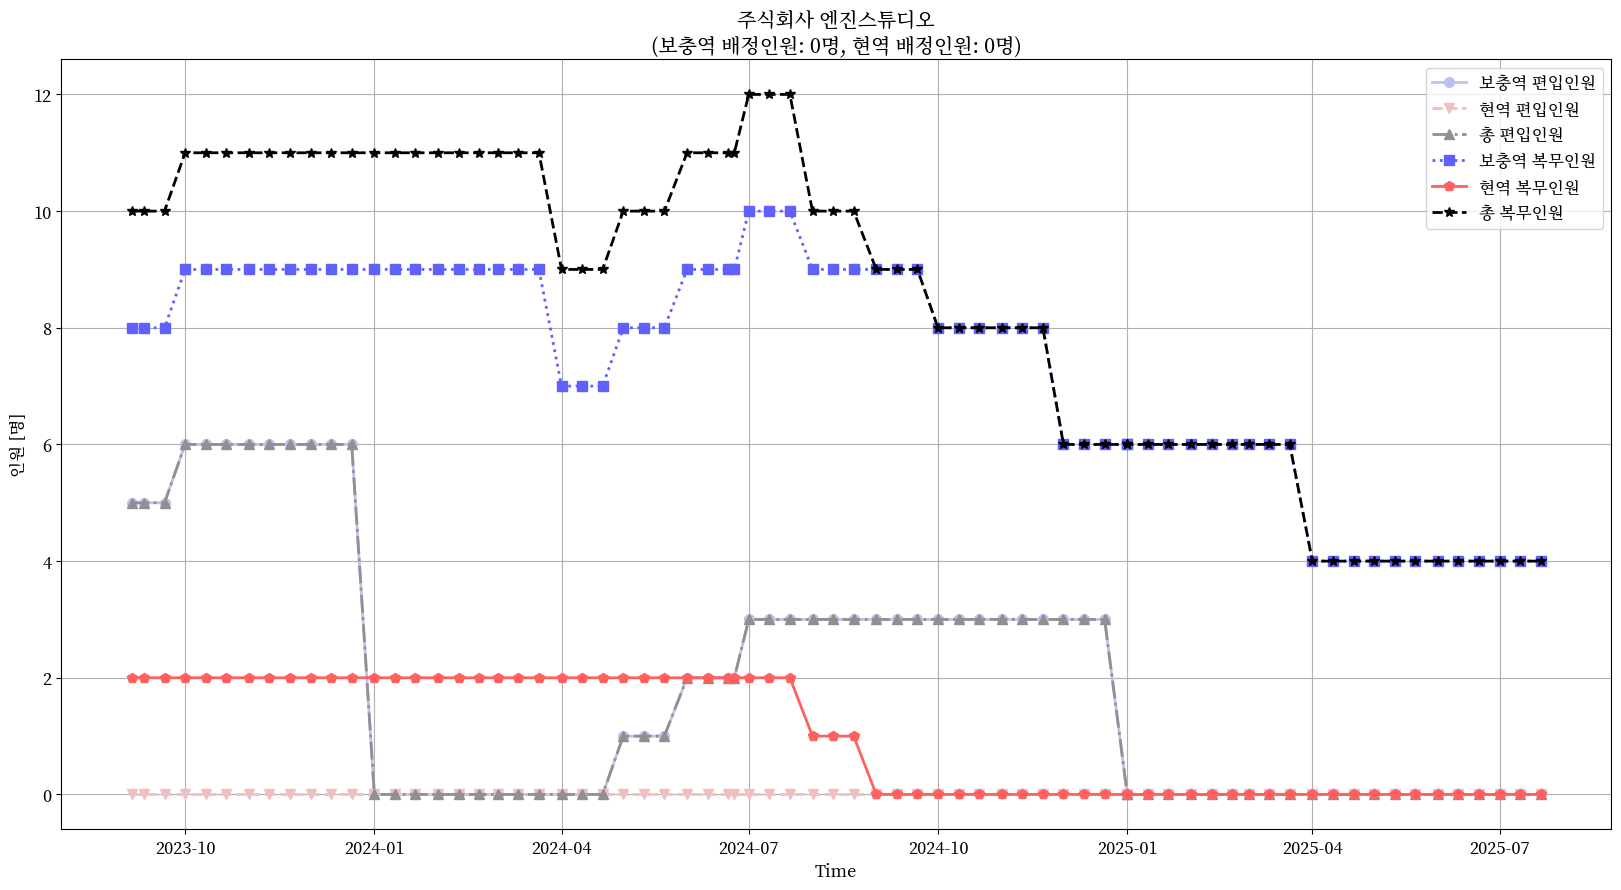 주식회사 엔진스튜디오
(보충역 배정인원: 0명, 현역 배정인원: 0명)
보충역 편입인원
현역 편입인원
총 편입인원
보충역 복무인원
현역 복무인원
총 복무인원
인원 [명]
12
10
8
6
4
2
0
2023-10
2024-01
2024-04
2024-07
2024-10
2025-01
2025-04
2025-07
Time